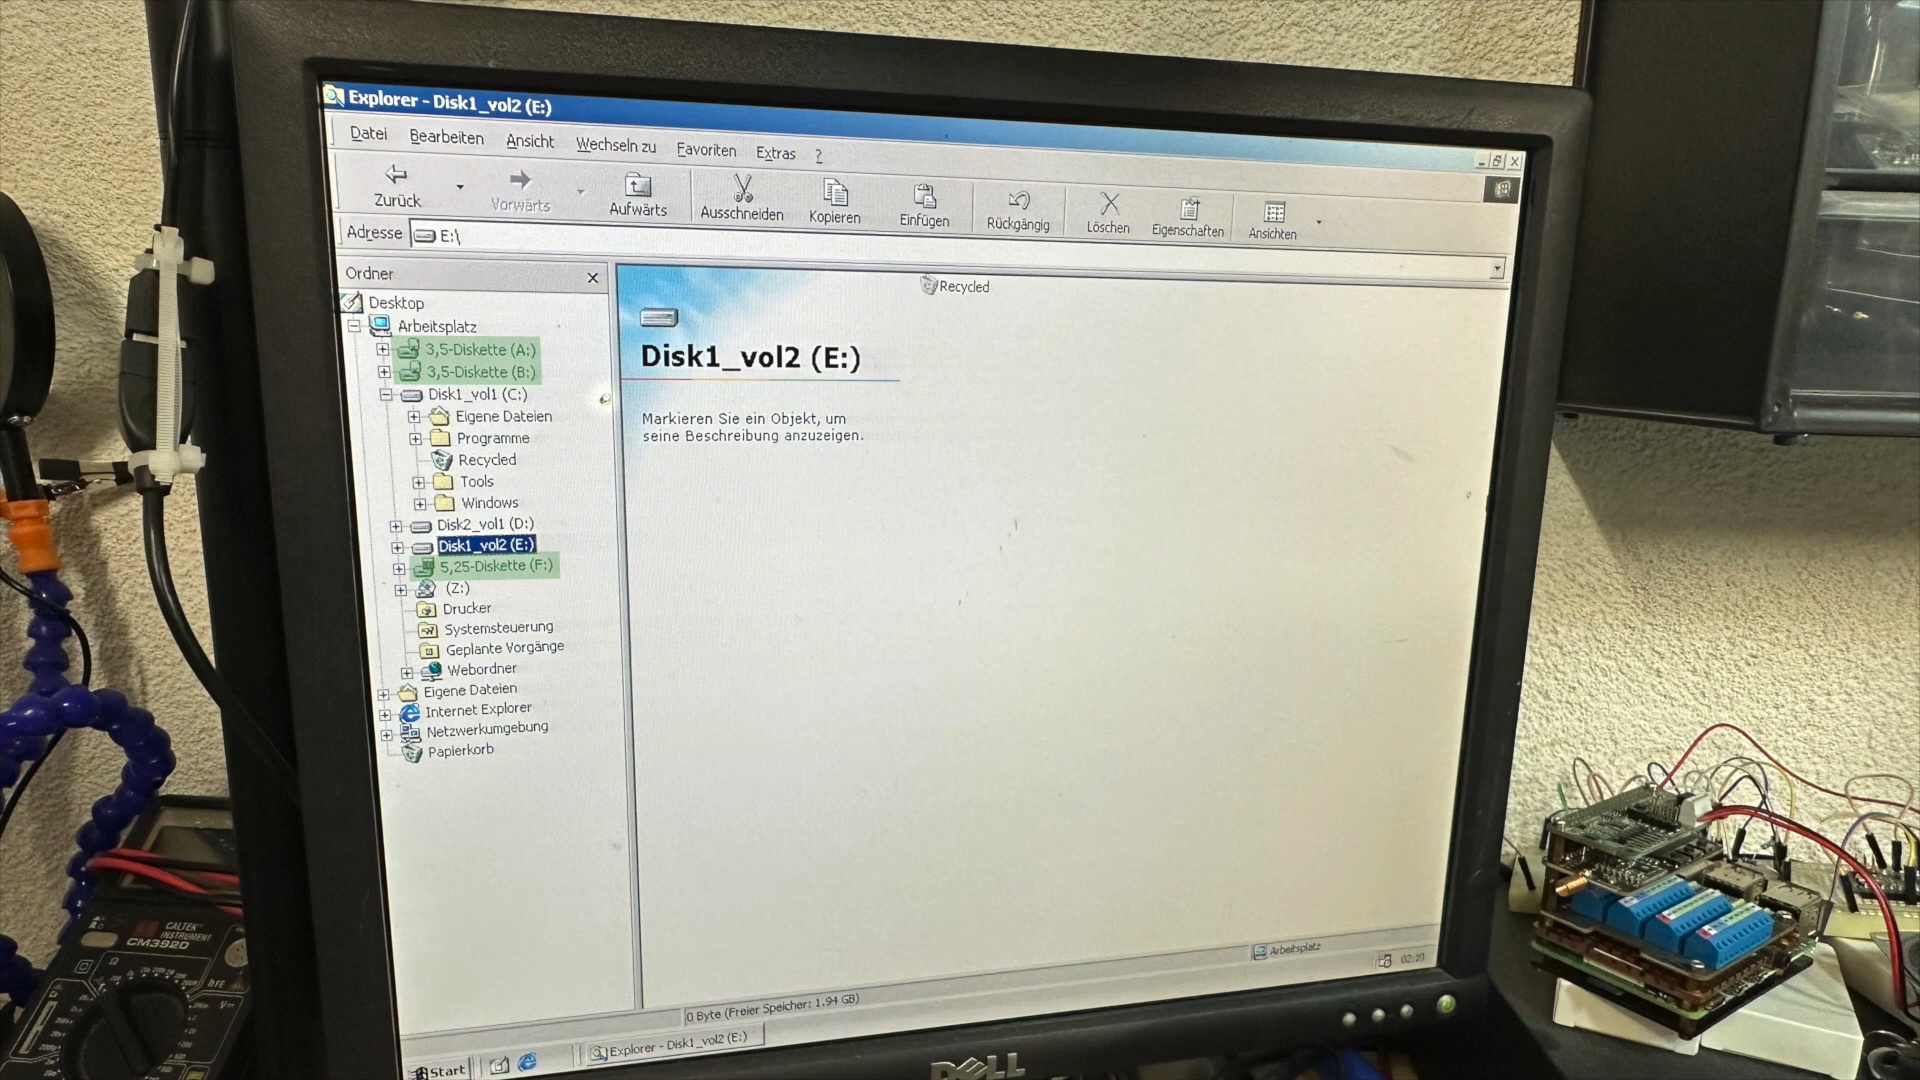 Explorer - Disk1_vol2 (E:)
Datei Bearbeiten Ansicht Wechseln zu Favoriten Extras ?
Zurück Vorwärts Aufwärts Ausschneiden Kopieren Einfügen Rückgängig Löschen Eigenschaften Ansichten
Adresse E:\
Ordner
Desktop
Arbeitsplatz
3,5-Diskette (A:)
3,5-Diskette (B:)
Disk1_vol1 (C:)
Eigene Dateien
Programme
Recycled
Tools
Windows
Disk2_vol1 (D:)
Disk1_vol2 (E:)
5,25-Diskette (F:)
(Z:)
Drucker
Systemsteuerung
Geplante Vorgänge
Webordner
Eigene Dateien
Internet Explorer
Netzwerkumgebung
Papierkorb
Recycled
Disk1_vol2 (E:)
Markieren Sie ein Objekt, um
seine Beschreibung anzuzeigen.
0 Byte (Freier Speicher: 1.94 GB)
Arbeitsplatz
Start
Explorer - Disk1_vol2 (E:)
02:20
DELL
CALTEK
INSTRUMENT
CM3920
hFE